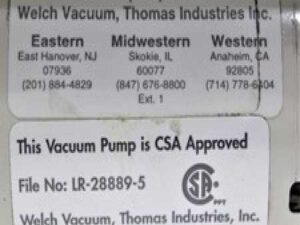 Welch Vacuum, Thomas Industries Inc.
Eastern Midwestern Western
East Hanover, NJ Skokie, IL Anaheim, CA
07936 60077 92805
(201) 884-4829 (847) 676-8800 (714) 778-6404
Ext. 1
This Vacuum Pump is CSA Approved
File No: LR-28889-5
CSA
PPT
Welch Vacuum, Thomas Industries, Inc.